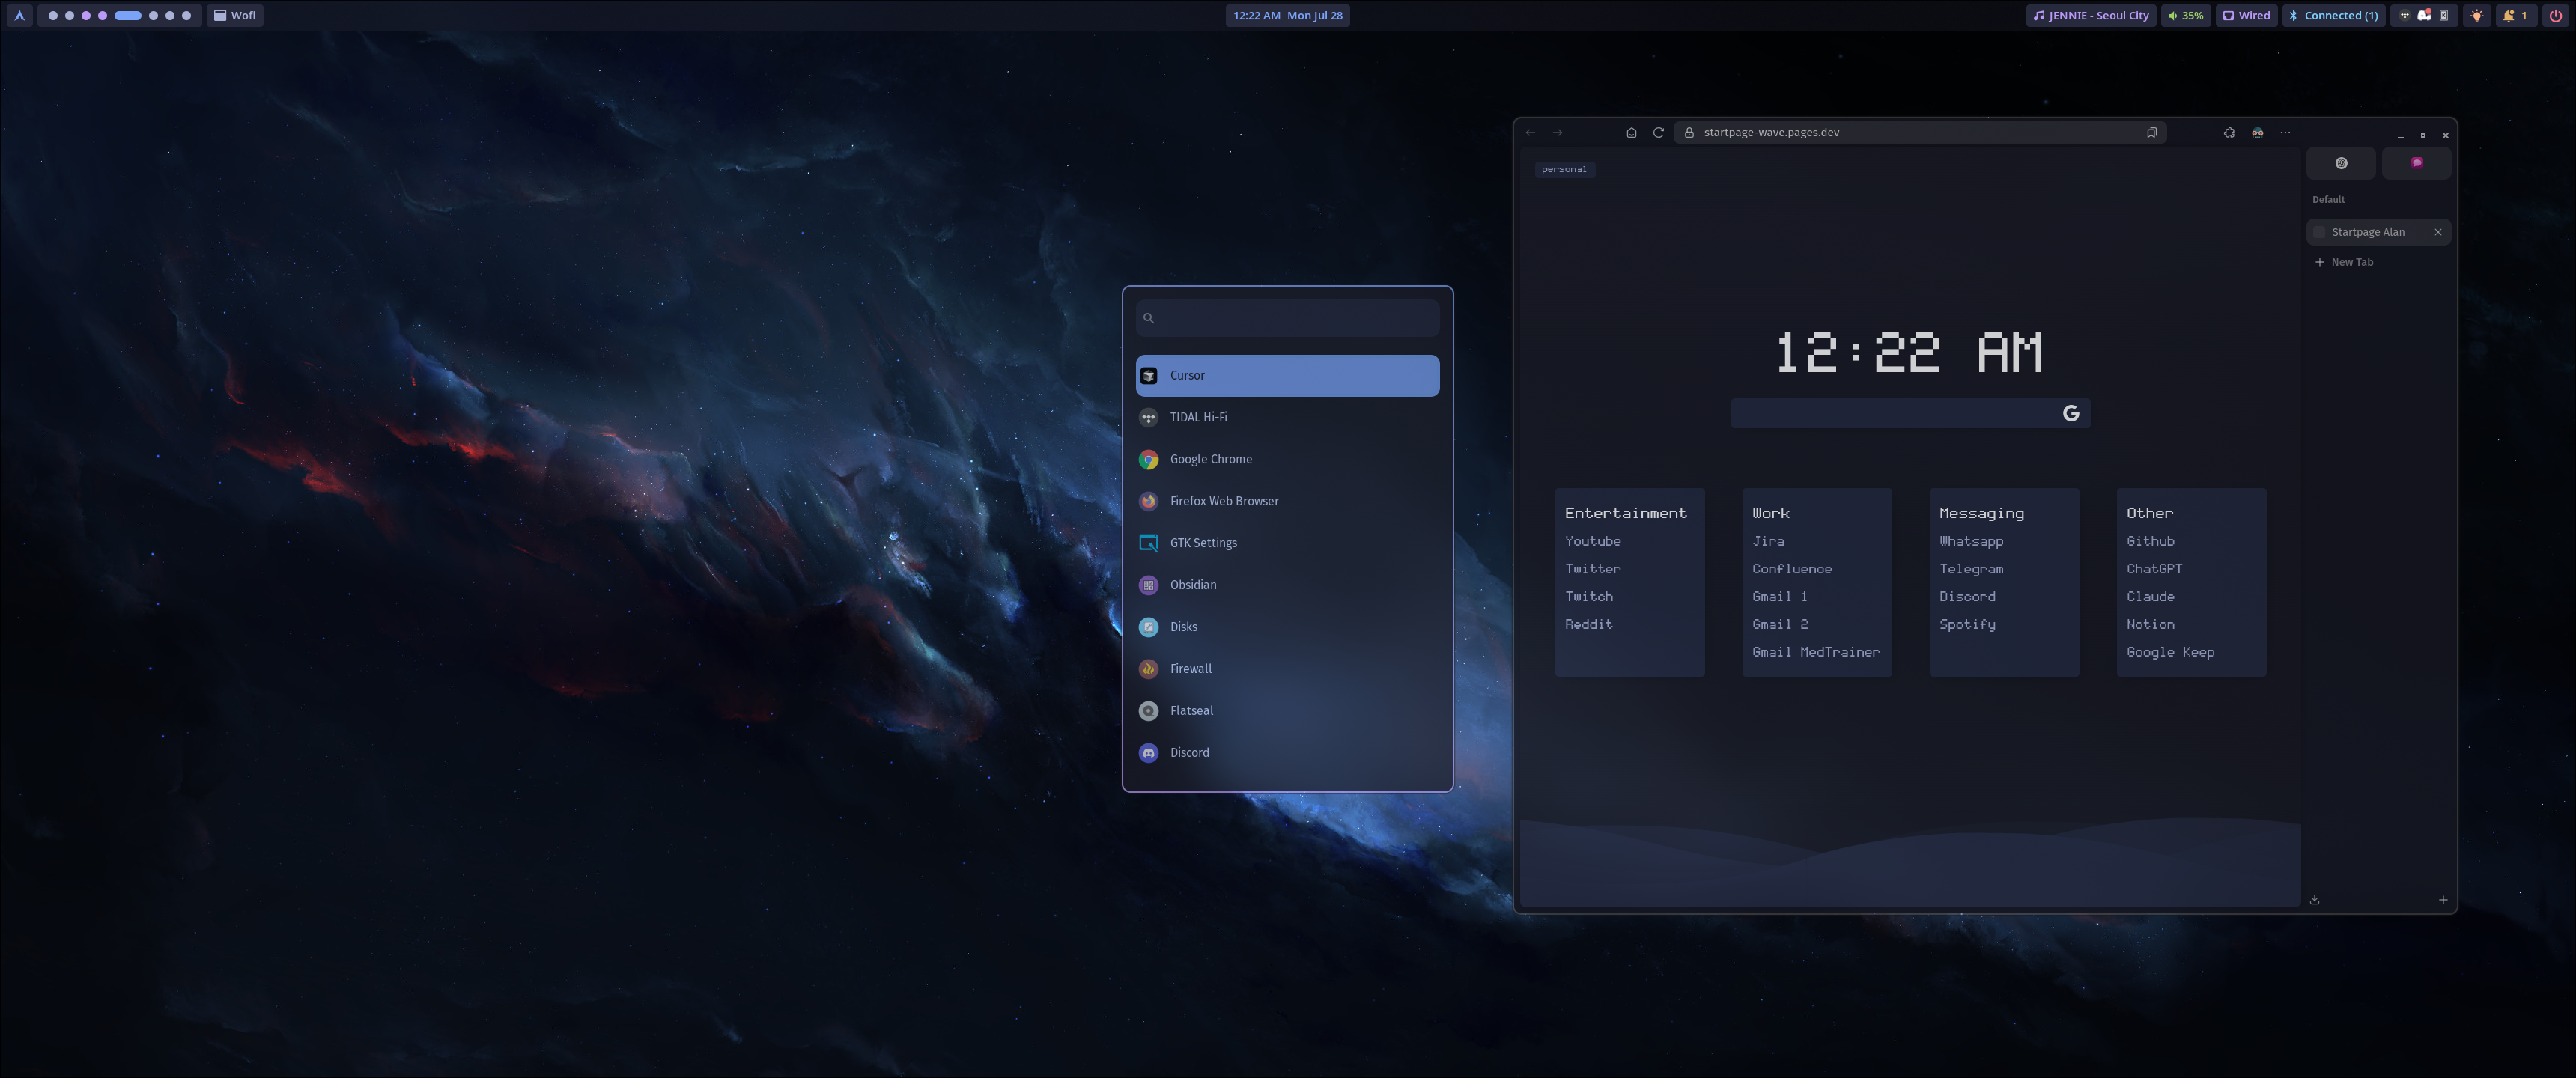 Wofi
12:22 AM Mon Jul 28
JENNIE - Seoul City
35%
Wired
Connected (1)
1
startpage-wave.pages.dev
personal
Default
Startpage Alan
New Tab
12:22 AM
Entertainment
Youtube
Twitter
Twitch
Reddit
Work
Jira
Confluence
Gmail 1
Gmail 2
Gmail MedTrainer
Messaging
Whatsapp
Telegram
Discord
Spotify
Other
Github
ChatGPT
Claude
Notion
Google Keep
Cursor
TIDAL Hi-Fi
Google Chrome
Firefox Web Browser
GTK Settings
Obsidian
Disks
Firewall
Flatseal
Discord